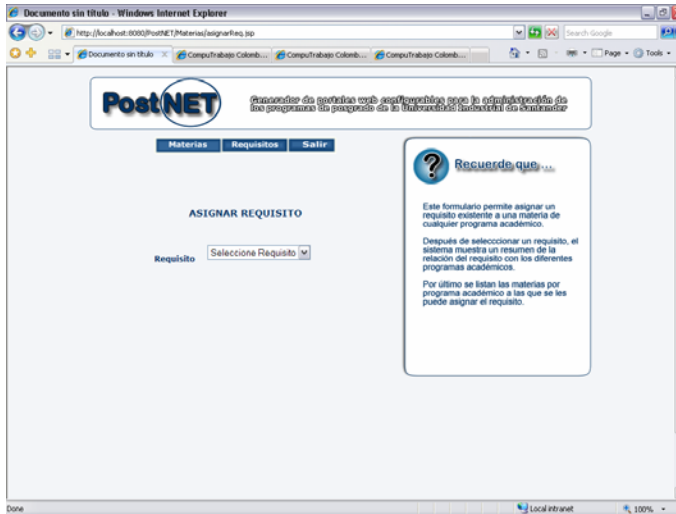 Documento sin título - Windows Internet Explorer
http://localhost:8080/PostNET/Materias/asignarReq.jsp
Search Google
Documento sin título
CompuTrabajo Colomb...
CompuTrabajo Colomb...
CompuTrabajo Colomb...
Page
Tools
PostNET
Generador de portales web configurables para la administración de
los programas de posgrado de la Universidad Industrial de Santander
Materias Requisitos Salir
ASIGNAR REQUISITO
Requisito Seleccione Requisito
Recuerde que ...
Este formulario permite asignar un
requisito existente a una materia de
cualquier programa académico.
Después de selecccionar un requisito, el
sistema muestra un resumen de la
relación del requisito con los diferentes
programas académicos.
Por último se listan las materias por
programa académico a las que se les
puede asignar el requisito.
Done
Local intranet
100%